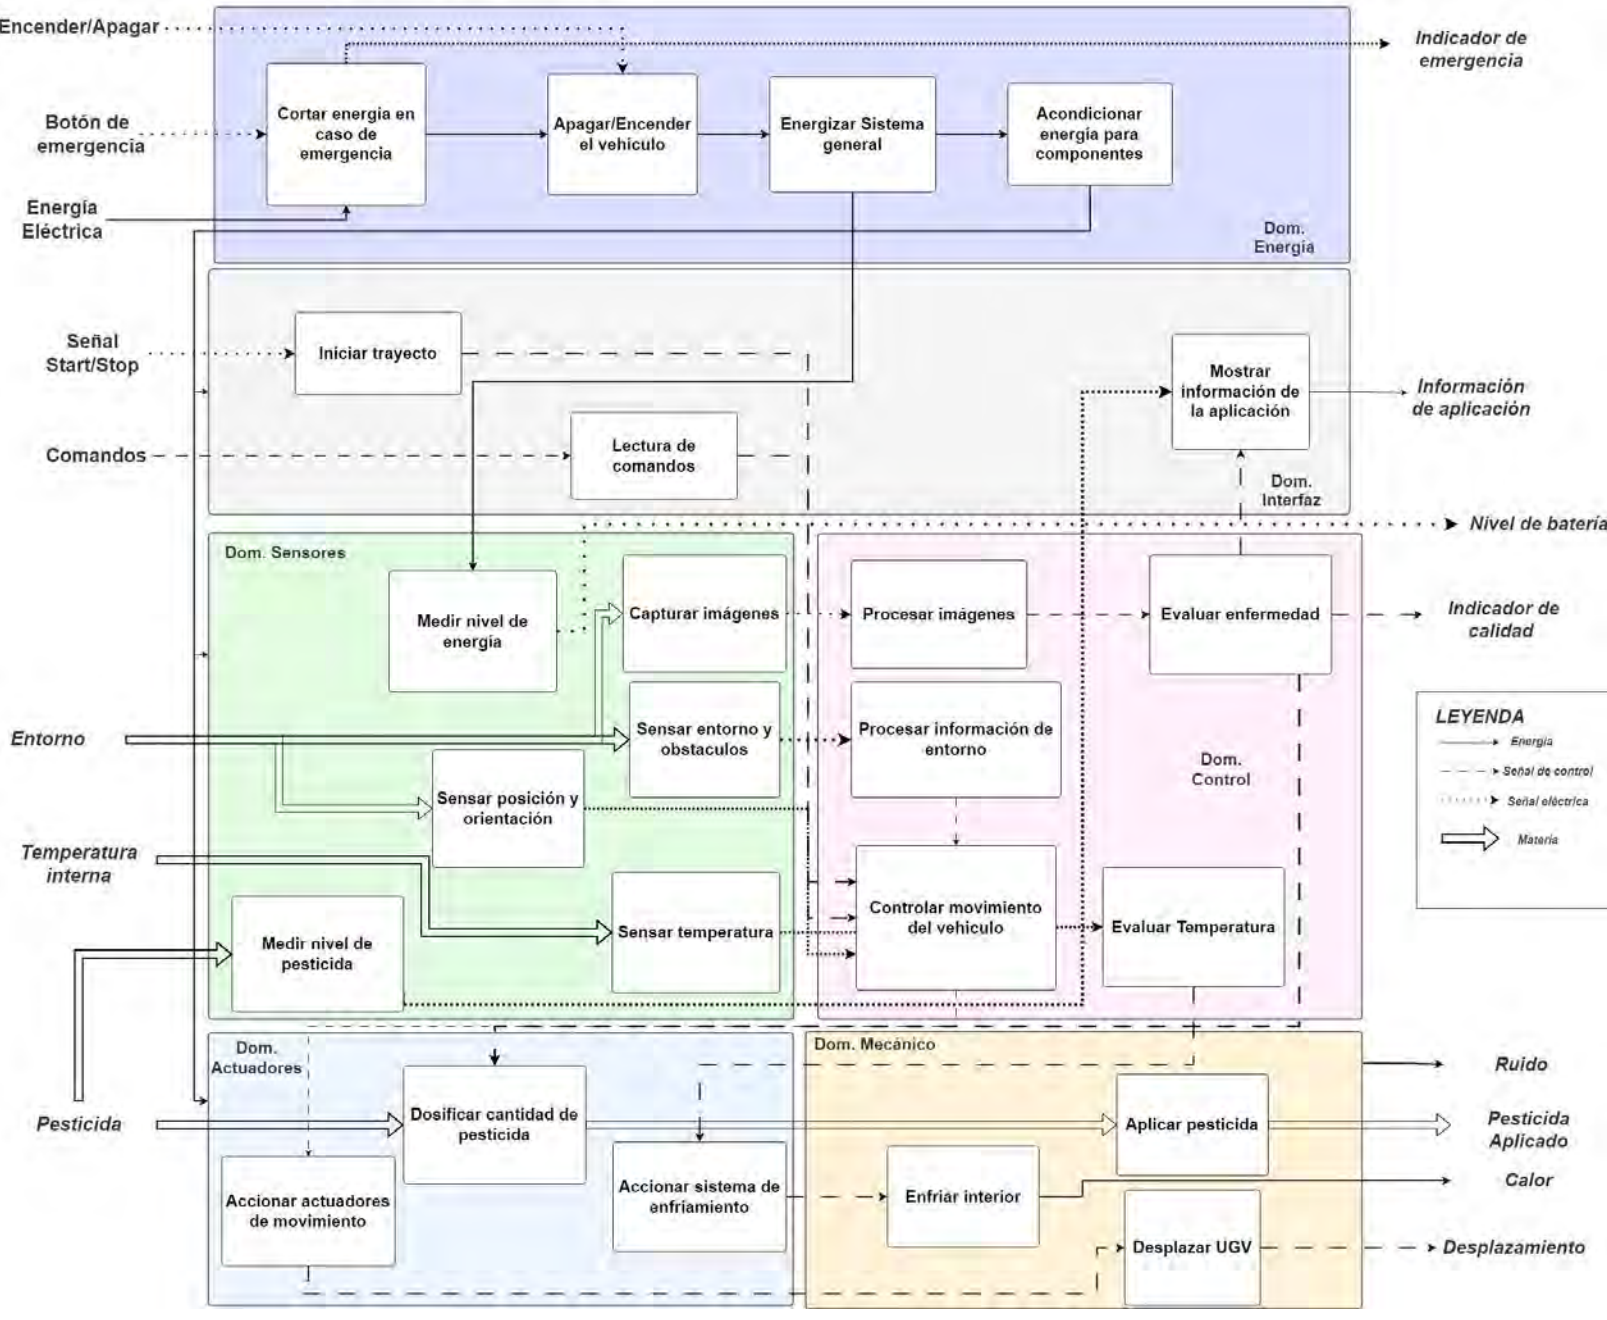 Encender/Apagar
Indicador de
emergencia
Cortar energía en
caso de
emergencia
Apagar/Encender
el vehículo
Energizar Sistema
general
Acondicionar
energía para
componentes
Botón de
emergencia
Energía
Eléctrica
Dom.
Energía
Señal
Start/Stop
Iniciar trayecto
Mostrar
información de
la aplicación
Información
de aplicación
Comandos
Lectura de
comandos
Dom.
Interfaz
Nivel de batería
Dom. Sensores
Medir nivel de
energía
Capturar imágenes
Procesar imágenes
Evaluar enfermedad
Indicador de
calidad
Entorno
Sensar entorno y
obstaculos
Procesar información de
entorno
Dom.
Control
LEYENDA
Energía
Señal de control
Señal eléctrica
Materia
Sensar posición y
orientación
Temperatura
interna
Medir nivel de
pesticida
Sensar temperatura
Controlar movimiento
del vehiculo
Evaluar Temperatura
Dom.
Actuadores
Dom. Mecánico
Ruido
Pesticida
Dosificar cantidad de
pesticida
Aplicar pesticida
Pesticida
Aplicado
Accionar actuadores
de movimiento
Accionar sistema de
enfriamiento
Enfriar interior
Calor
Desplazar UGV
Desplazamiento